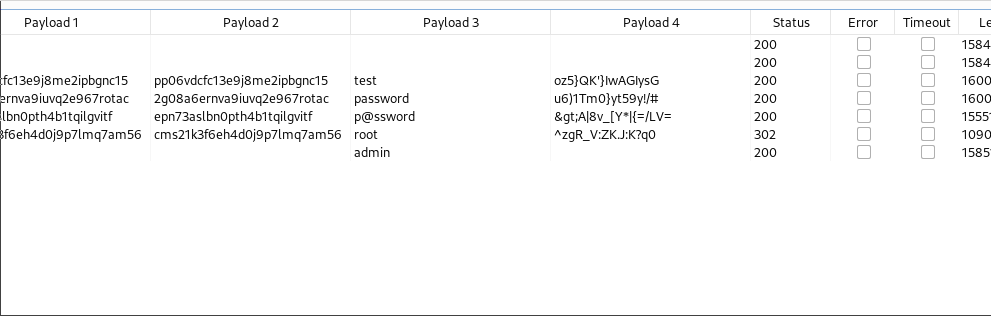 Payload 1 Payload 2 Payload 3 Payload 4 Status Error Timeout Le
200 1584
200 1584
cfc13e9j8me2ipbgnc15 pp06vdcfc13e9j8me2ipbgnc15 test oz5}QK'}IwAGIysG 200 1600
ernva9iuvq2e967rotac 2g08a6ernva9iuvq2e967rotac password u6)1Tm0}yt59y!/# 200 1600
lbn0pth4b1tqilgvitf epn73aslbn0pth4b1tqilgvitf p@ssword &gt;A|8v_[Y*|{=/LV= 200 1555
3f6eh4d0j9p7lmq7am56 cms21k3f6eh4d0j9p7lmq7am56 root ^zgR_V:ZK.J:K?q0 302 1090
admin 200 1585